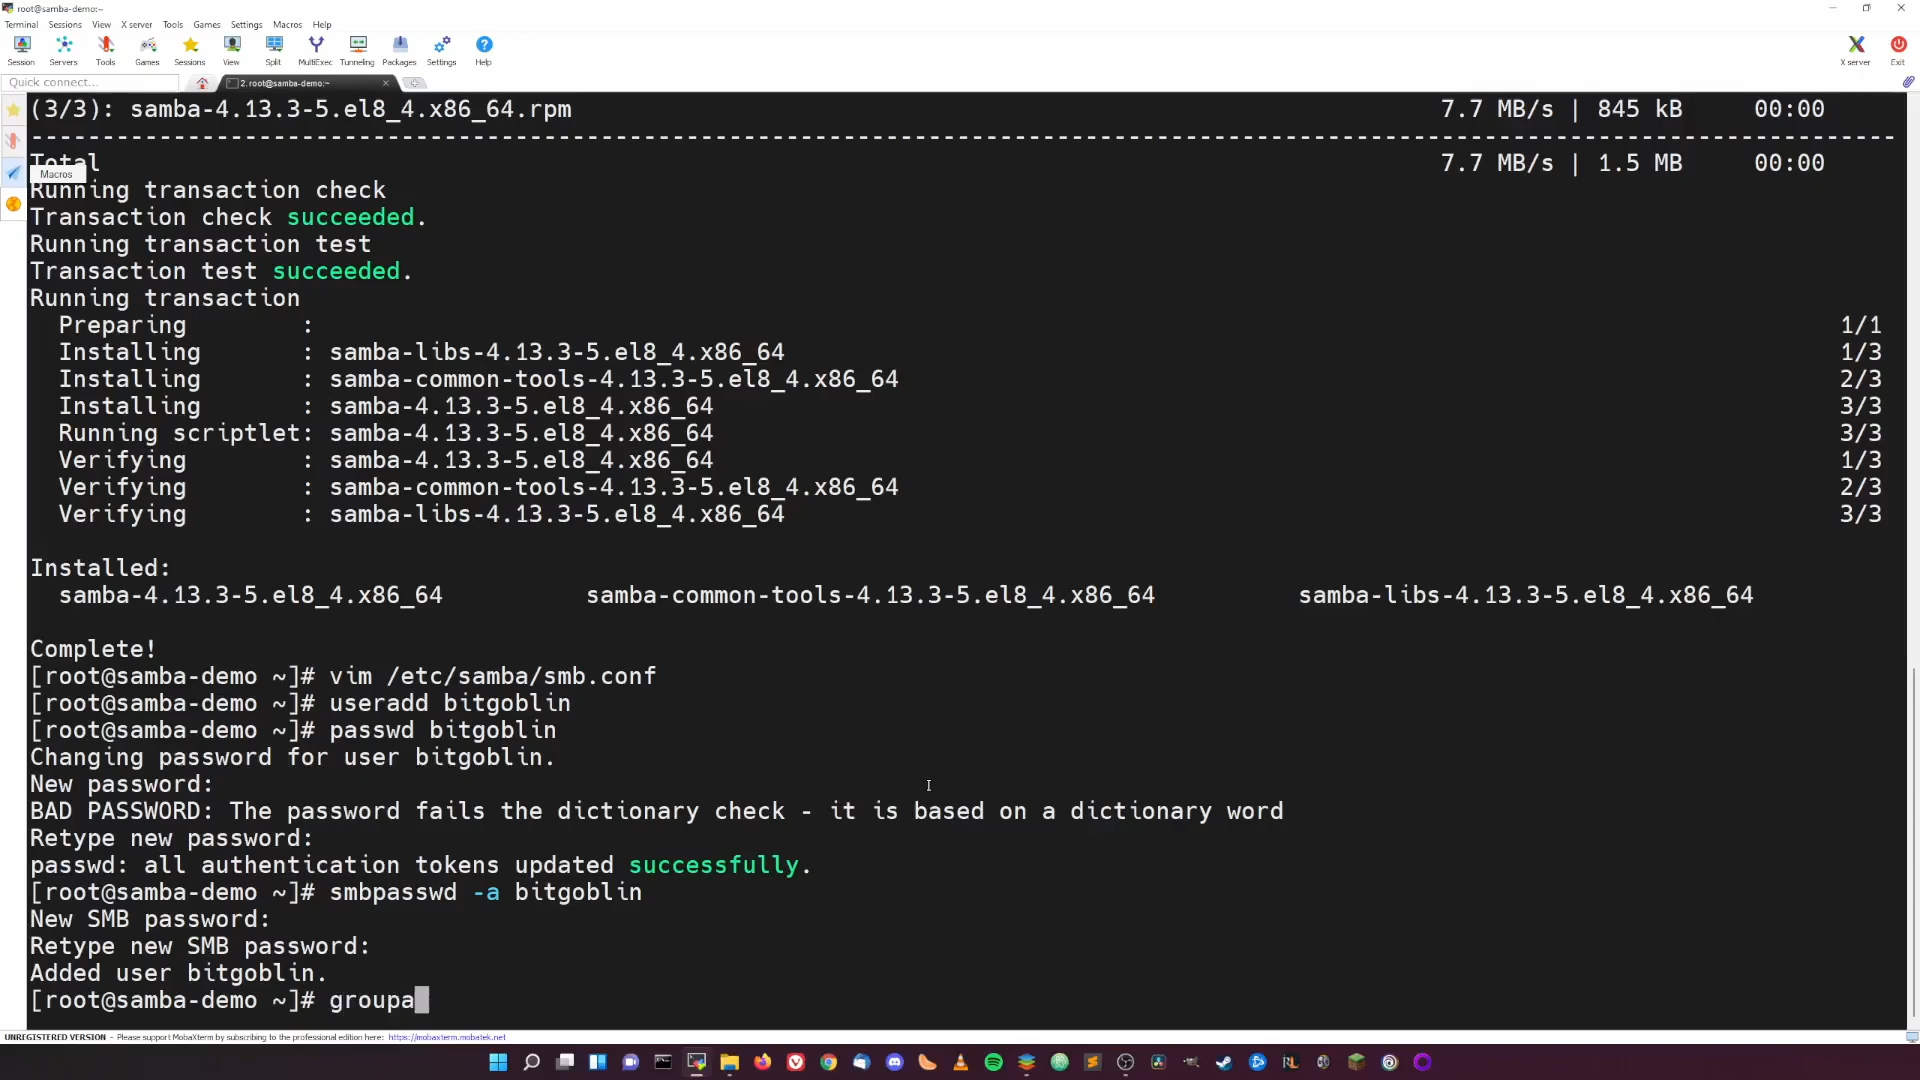 root@samba-demo:~
Terminal Sessions View X server Tools Games Settings Macros Help
Session Servers Tools Games Sessions View Split MultiExec Tunneling Packages Settings Help X server Exit
Quick connect... 2. root@samba-demo:~
(3/3): samba-4.13.3-5.el8_4.x86_64.rpm 7.7 MB/s | 845 kB 00:00
--------------------------------------------------------------------------------
Total 7.7 MB/s | 1.5 MB 00:00
Macros
Running transaction check
Transaction check succeeded.
Running transaction test
Transaction test succeeded.
Running transaction
Preparing : 1/1
Installing : samba-libs-4.13.3-5.el8_4.x86_64 1/3
Installing : samba-common-tools-4.13.3-5.el8_4.x86_64 2/3
Installing : samba-4.13.3-5.el8_4.x86_64 3/3
Running scriptlet: samba-4.13.3-5.el8_4.x86_64 3/3
Verifying : samba-4.13.3-5.el8_4.x86_64 1/3
Verifying : samba-common-tools-4.13.3-5.el8_4.x86_64 2/3
Verifying : samba-libs-4.13.3-5.el8_4.x86_64 3/3
Installed:
samba-4.13.3-5.el8_4.x86_64 samba-common-tools-4.13.3-5.el8_4.x86_64 samba-libs-4.13.3-5.el8_4.x86_64
Complete!
[root@samba-demo ~]# vim /etc/samba/smb.conf
[root@samba-demo ~]# useradd bitgoblin
[root@samba-demo ~]# passwd bitgoblin
Changing password for user bitgoblin.
New password:
BAD PASSWORD: The password fails the dictionary check - it is based on a dictionary word
Retype new password:
passwd: all authentication tokens updated successfully.
[root@samba-demo ~]# smbpasswd -a bitgoblin
New SMB password:
Retype new SMB password:
Added user bitgoblin.
[root@samba-demo ~]# groupa
UNREGISTERED VERSION - Please support MobaXterm by subscribing to the professional edition here: https://mobaxterm.mobatek.net